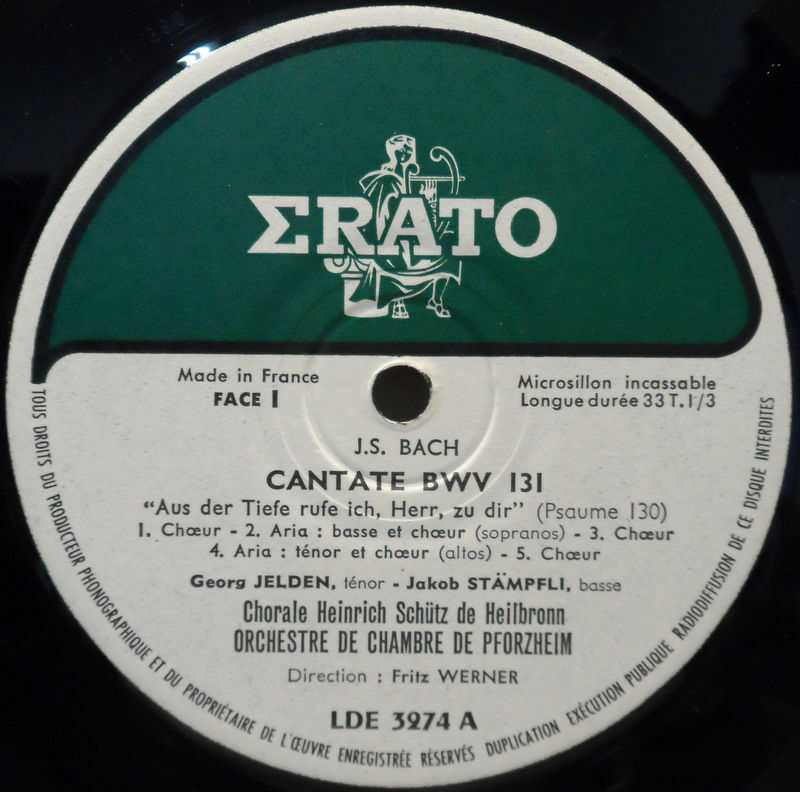 ΣRATO
Made in France
FACE I
Microsillon incassable
Longue durée 33 T. 1/3
J.S. BACH
CANTATE BWV 131
“Aus der Tiefe rufe ich, Herr, zu dir” (Psaume 130)
1. Chœur - 2. Aria : basse et chœur (sopranos) - 3. Chœur
4. Aria : ténor et chœur (altos) - 5. Chœur
Georg JELDEN, ténor - Jakob STÄMPFLI, basse
Chorale Heinrich Schütz de Heilbronn
ORCHESTRE DE CHAMBRE DE PFORZHEIM
Direction : Fritz WERNER
LDE 3274 A
TOUS DROITS DU PRODUCTEUR PHONOGRAPHIQUE ET DU PROPRIÉTAIRE DE L'ŒUVRE ENREGISTRÉE RÉSERVÉS DUPLICATION EXÉCUTION PUBLIQUE RADIODIFFUSION DE CE DISQUE INTERDITES